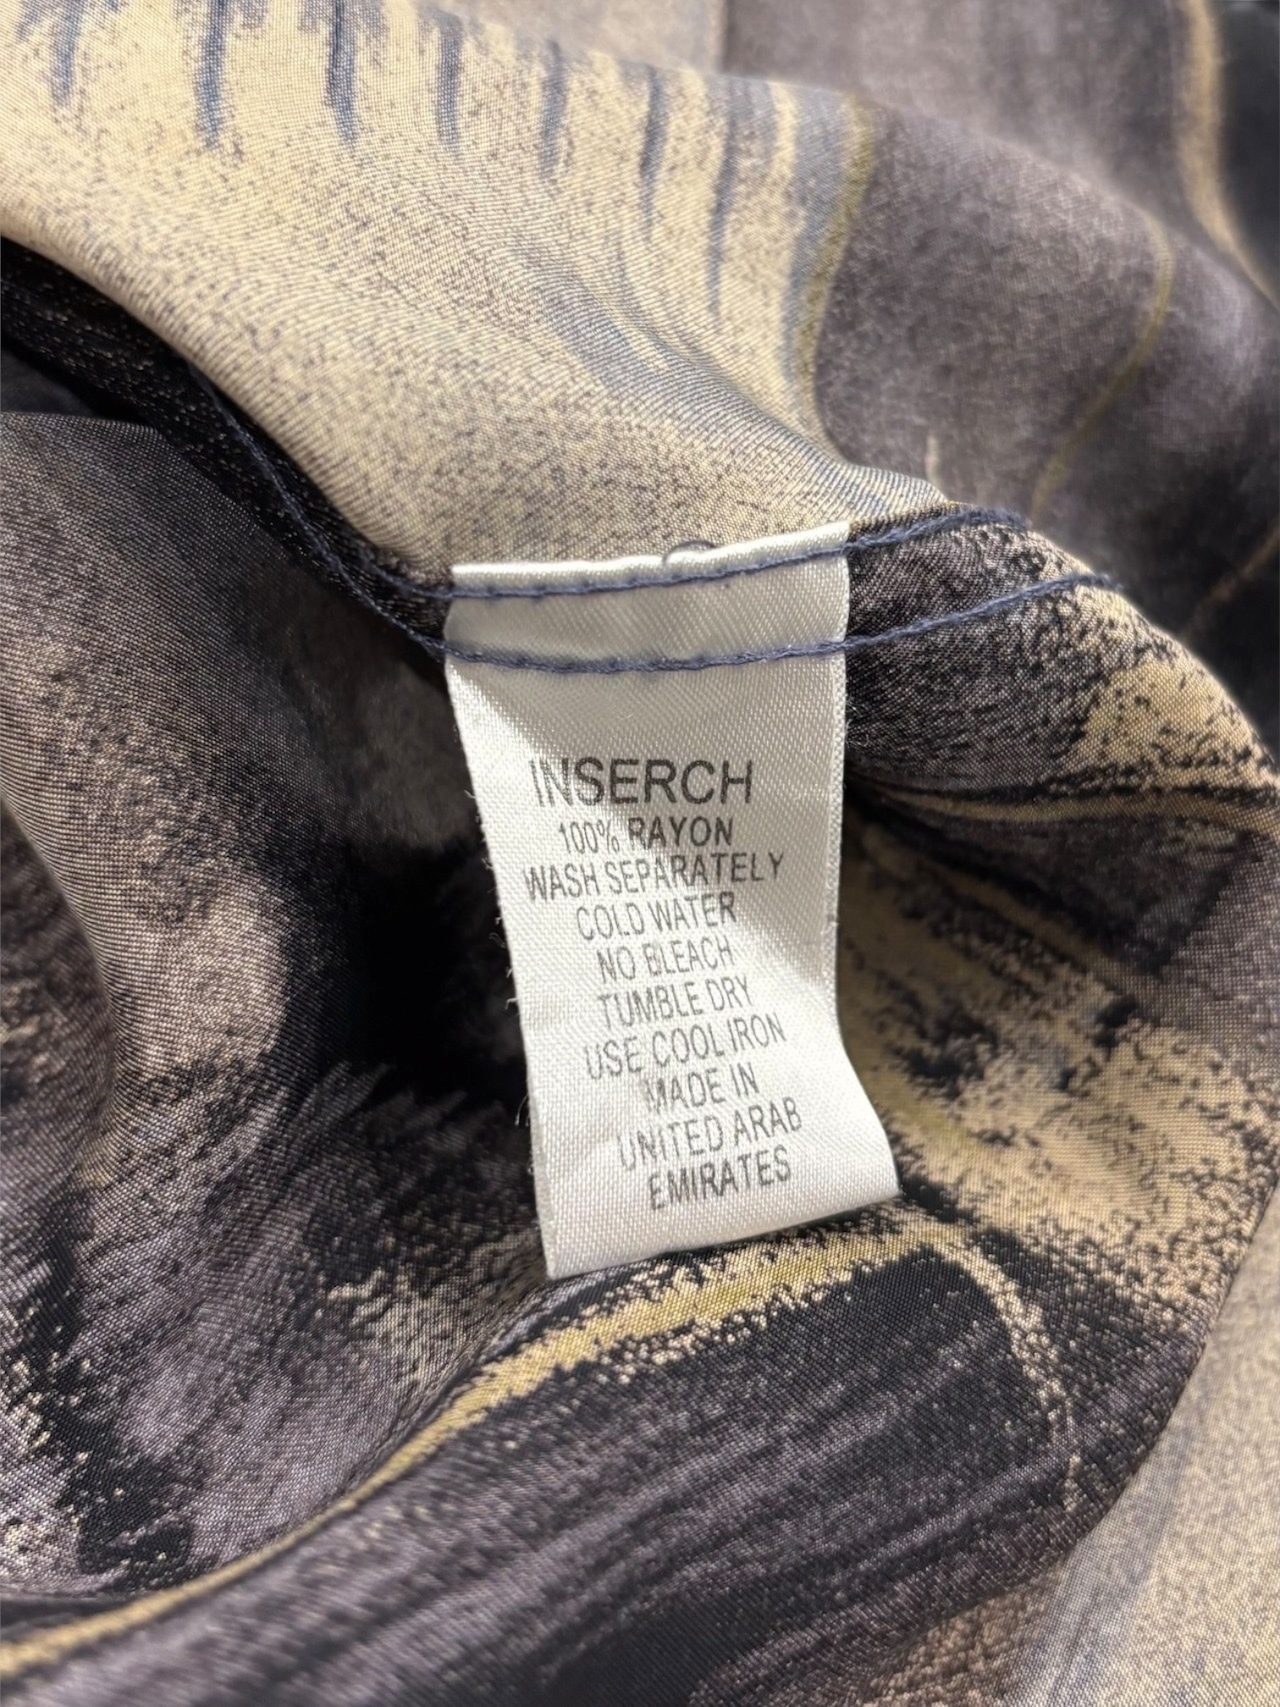 INSERCH
100% RAYON
WASH SEPARATELY
COLD WATER
NO BLEACH
TUMBLE DRY
USE COOL IRON
MADE IN
UNITED ARAB
EMIRATES